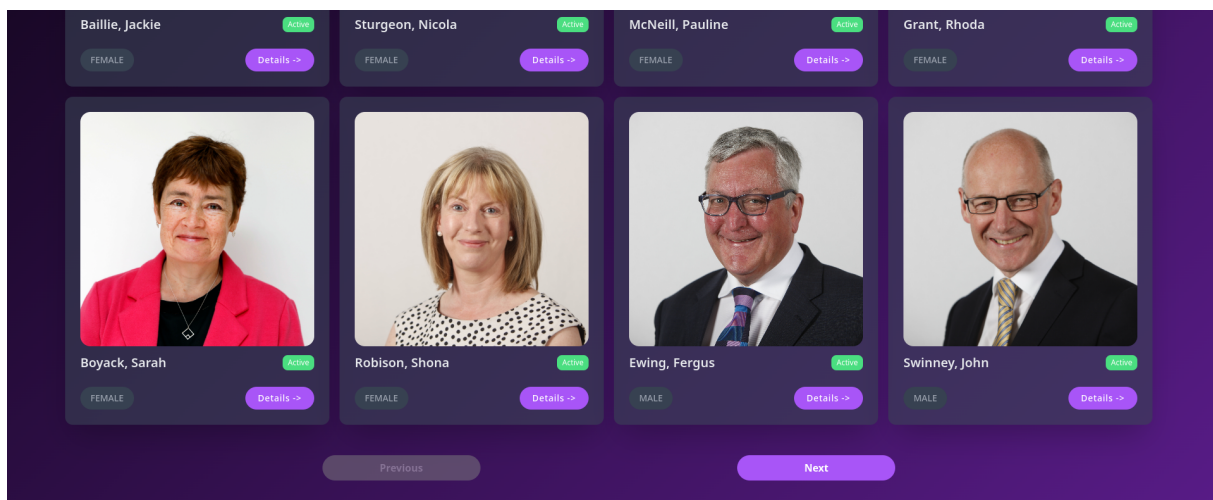 Baillie, Jackie Active
FEMALE Details ->
Sturgeon, Nicola Active
FEMALE Details ->
McNeill, Pauline Active
FEMALE Details ->
Grant, Rhoda Active
FEMALE Details ->
Boyack, Sarah Active
FEMALE Details ->
Robison, Shona Active
FEMALE Details ->
Ewing, Fergus Active
MALE Details ->
Swinney, John Active
MALE Details ->
Previous
Next